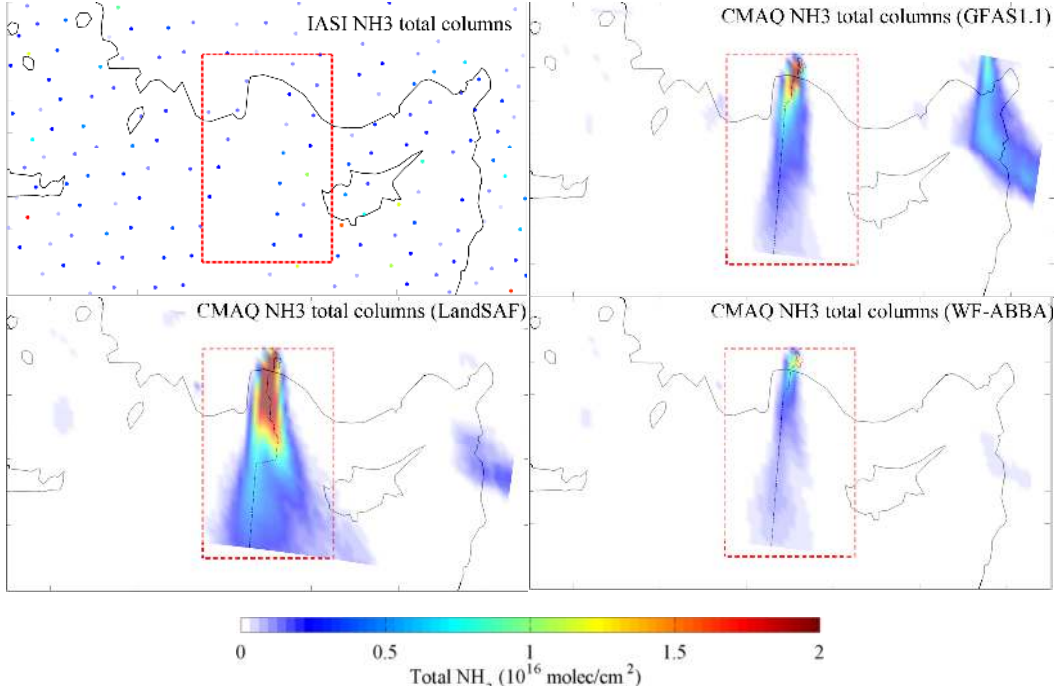 IASI NH3 total columns
CMAQ NH3 total columns (GFAS1.1)
CMAQ NH3 total columns (LandSAF)
CMAQ NH3 total columns (WF-ABBA)
0 0.5 1 1.5 2
Total NH3 (10^16 molec/cm^2)